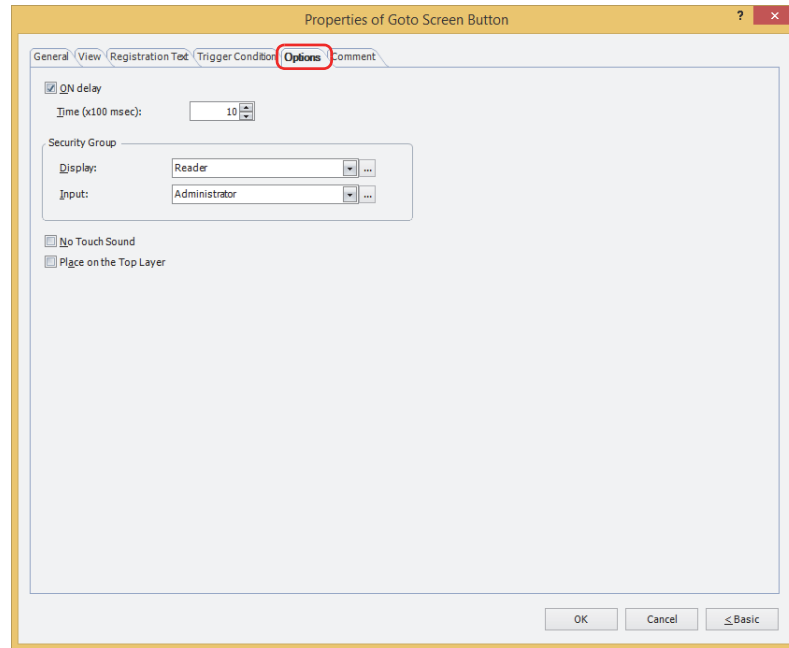 Properties of Goto Screen Button ? ×
General View Registration Text Trigger Condition Options Comment
ON delay
Time (x100 msec): 10
Security Group
Display: Reader ...
Input: Administrator ...
No Touch Sound
Place on the Top Layer
OK Cancel < Basic